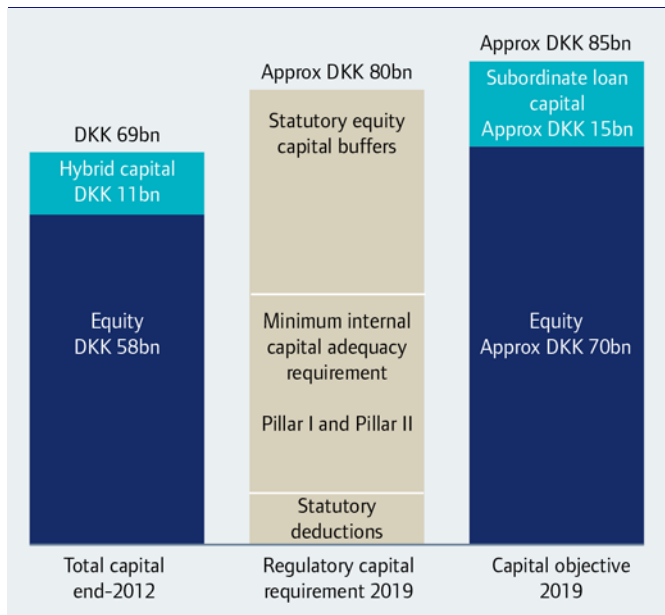 DKK 69bn
Hybrid capital
DKK 11bn
Equity
DKK 58bn
Total capital
end-2012
Approx DKK 80bn
Statutory equity
capital buffers
Minimum internal
capital adequacy
requirement
Pillar I and Pillar II
Statutory
deductions
Regulatory capital
requirement 2019
Approx DKK 85bn
Subordinate loan
capital
Approx DKK 15bn
Equity
Approx DKK 70bn
Capital objective
2019